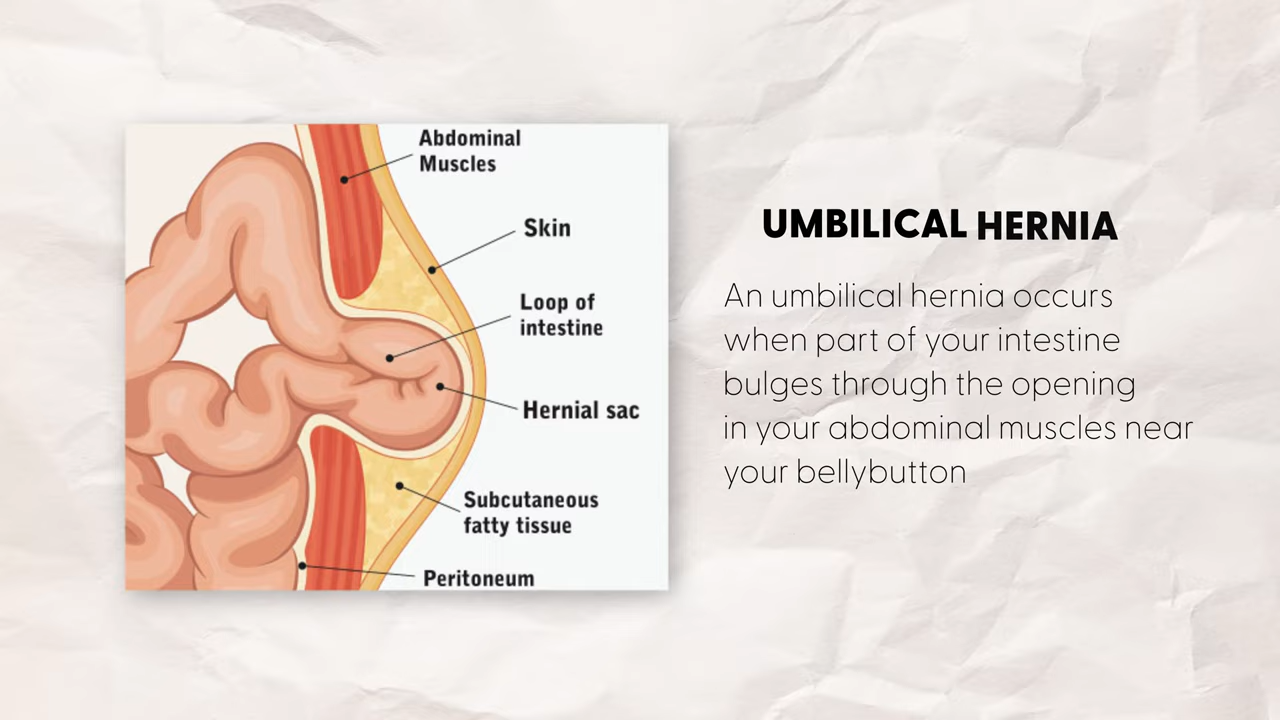 Abdominal
Muscles
Skin
Loop of
intestine
Hernial sac
Subcutaneous
fatty tissue
Peritoneum
UMBILICAL HERNIA
An umbilical hernia occurs
when part of your intestine
bulges through the opening
in your abdominal muscles near
your bellybutton